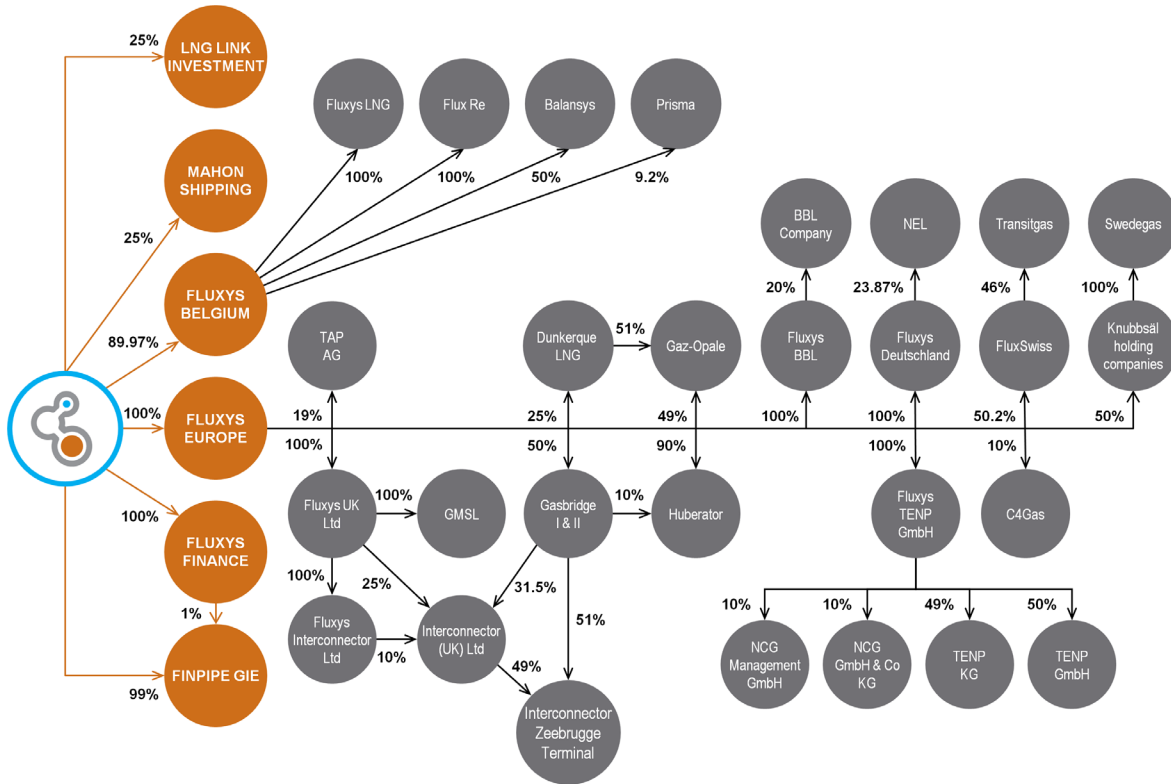 25%
LNG LINK
INVESTMENT
MAHON
SHIPPING
25%
FLUXYS
BELGIUM
89.97%
100%
FLUXYS
EUROPE
100%
FLUXYS
FINANCE
1%
FINPIPE GIE
99%
Fluxys LNG
Flux Re
Balansys
Prisma
100%
100%
50%
9.2%
BBL
Company
NEL
Transitgas
Swedegas
20%
23.87%
46%
100%
TAP
AG
Dunkerque
LNG
51%
Gaz-Opale
Fluxys
BBL
Fluxys
Deutschland
FluxSwiss
Knubbsäl
holding
companies
19%
25%
49%
100%
100%
50.2%
50%
100%
50%
90%
100%
10%
Fluxys UK
Ltd
100%
GMSL
Gasbridge
I & II
10%
Huberator
Fluxys
TENP
GmbH
C4Gas
100%
25%
31.5%
51%
Fluxys
Interconnector
Ltd
10%
Interconnector
(UK) Ltd
49%
Interconnector
Zeebrugge
Terminal
10%
10%
49%
50%
NCG
Management
GmbH
NCG
GmbH & Co
KG
TENP
KG
TENP
GmbH